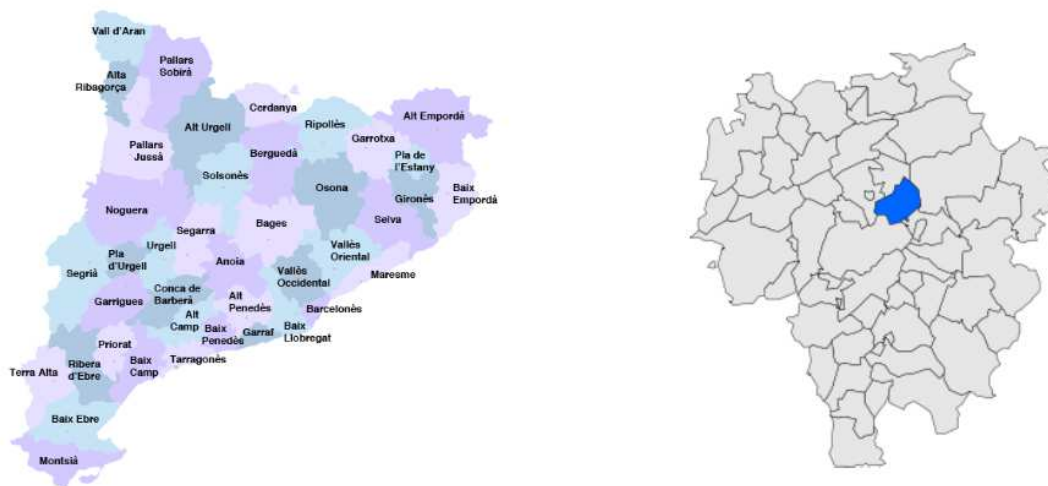 Vall d'Aran
Pallars
Sobirà
Alta
Ribagorça
Cerdanya
Alt Empordà
Alt Urgell
Ripollès
Garrotxa
Pallars
Jussà
Berguedà
Pla de
l'Estany
Solsonès
Osona
Gironès
Baix
Empordà
Noguera
Bages
Selva
Segarra
Urgell
Vallès
Oriental
Pla
d'Urgell
Anoia
Segrià
Vallès
Occidental
Maresme
Conca de
Barberà
Garrigues
Alt
Penedès
Barcelonès
Alt
Camp
Baix
Penedès
Garraf
Baix
Llobregat
Priorat
Tarragonès
Baix
Camp
Ribera
d'Ebre
Terra Alta
Baix Ebre
Montsià